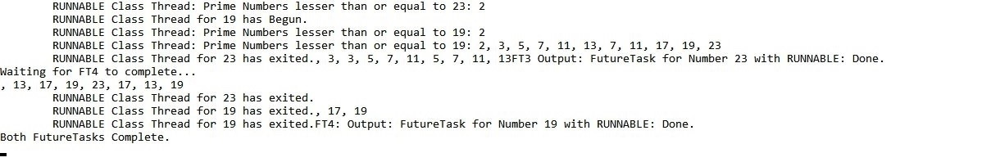 RUNNABLE Class Thread: Prime Numbers lesser than or equal to 23: 2
RUNNABLE Class Thread for 19 has Begun.
RUNNABLE Class Thread: Prime Numbers lesser than or equal to 19: 2
RUNNABLE Class Thread: Prime Numbers lesser than or equal to 19: 2, 3, 5, 7, 11, 13, 7, 11, 17, 19, 23
RUNNABLE Class Thread for 23 has exited., 3, 3, 5, 7, 11, 5, 7, 11, 13FT3 Output: FutureTask for Number 23 with RUNNABLE: Done.
Waiting for FT4 to complete...
, 13, 17, 19, 23, 17, 13, 19
RUNNABLE Class Thread for 23 has exited.
RUNNABLE Class Thread for 19 has exited., 17, 19
RUNNABLE Class Thread for 19 has exited.FT4: Output: FutureTask for Number 19 with RUNNABLE: Done.
Both FutureTasks Complete.